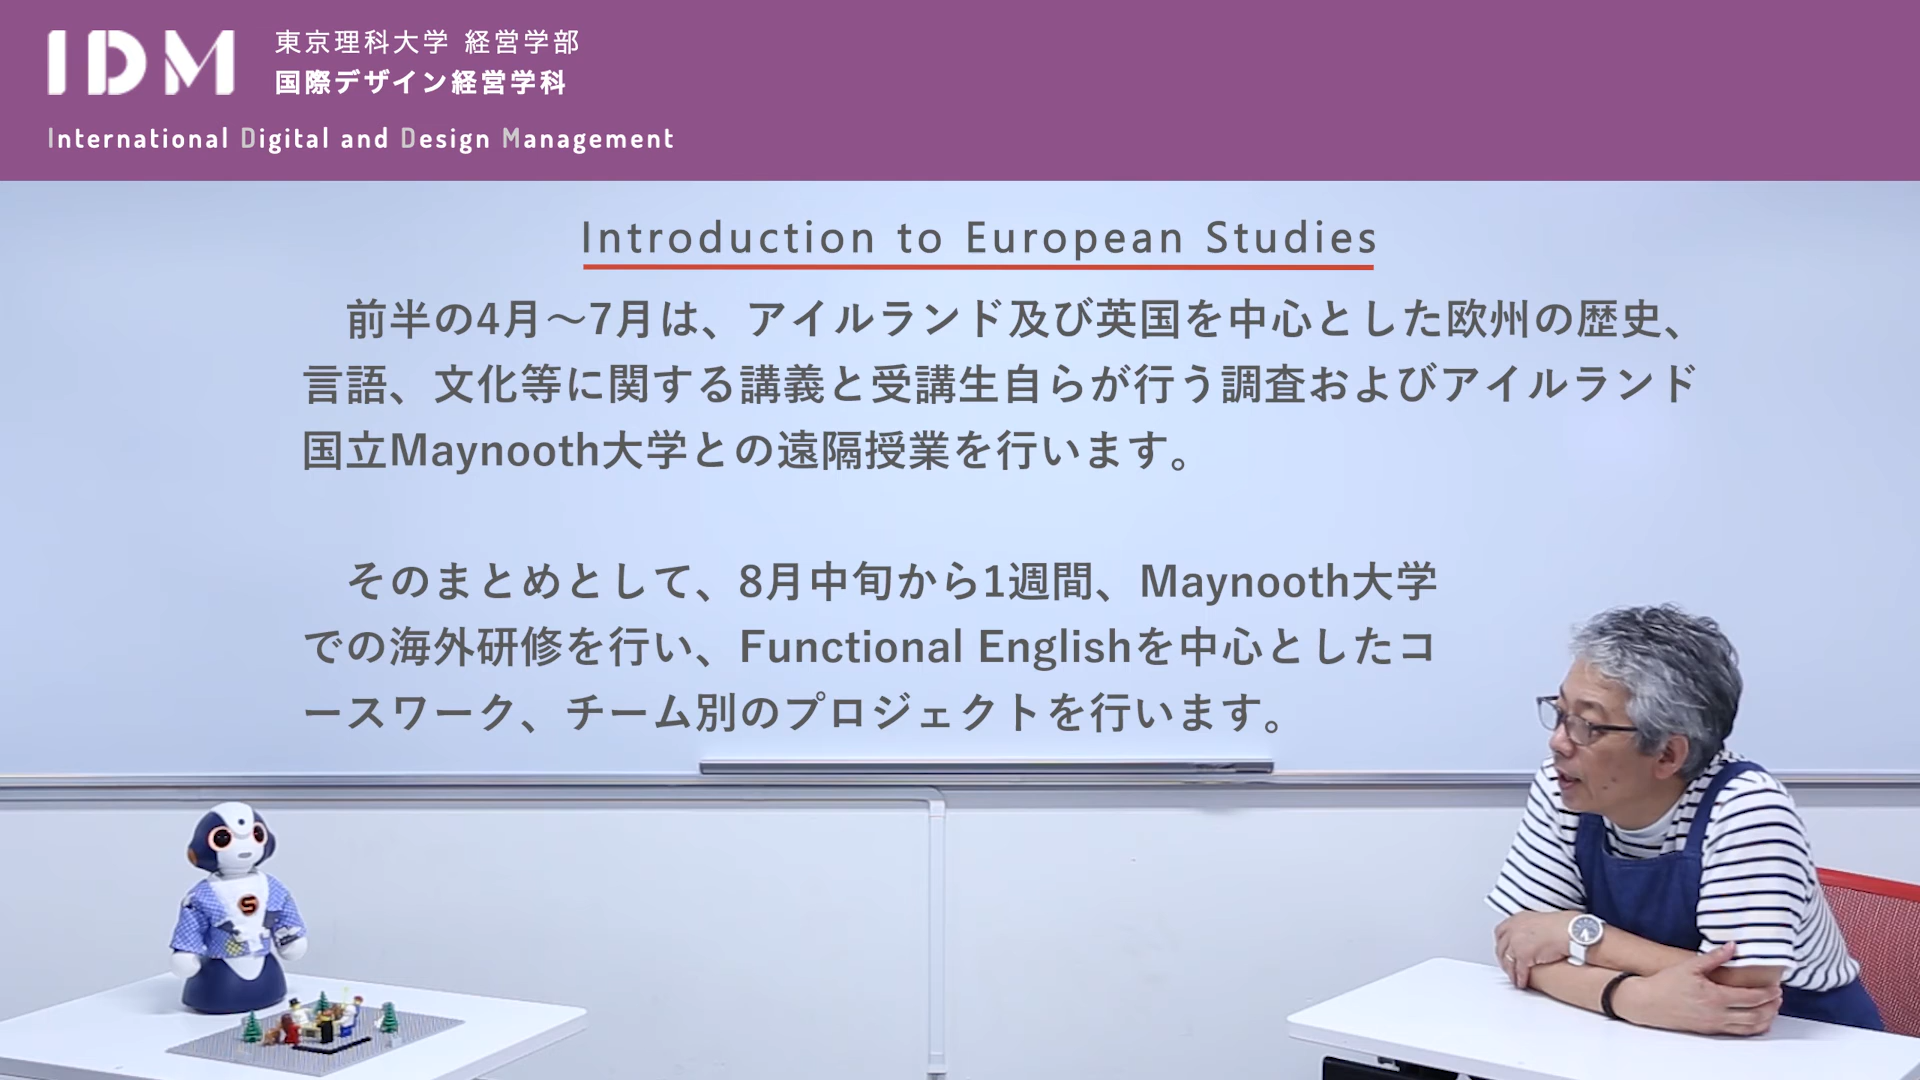 IDM
東京理科大学 経営学部
国際デザイン経営学科
International Digital and Design Management
Introduction to European Studies
前半の4月～7月は、アイルランド及び英国を中心とした欧州の歴史、
言語、文化等に関する講義と受講生自らが行う調査およびアイルランド
国立Maynooth大学との遠隔授業を行います。
そのまとめとして、8月中旬から1週間、Maynooth大学
での海外研修を行い、Functional Englishを中心としたコ
ースワーク、チーム別のプロジェクトを行います。
S